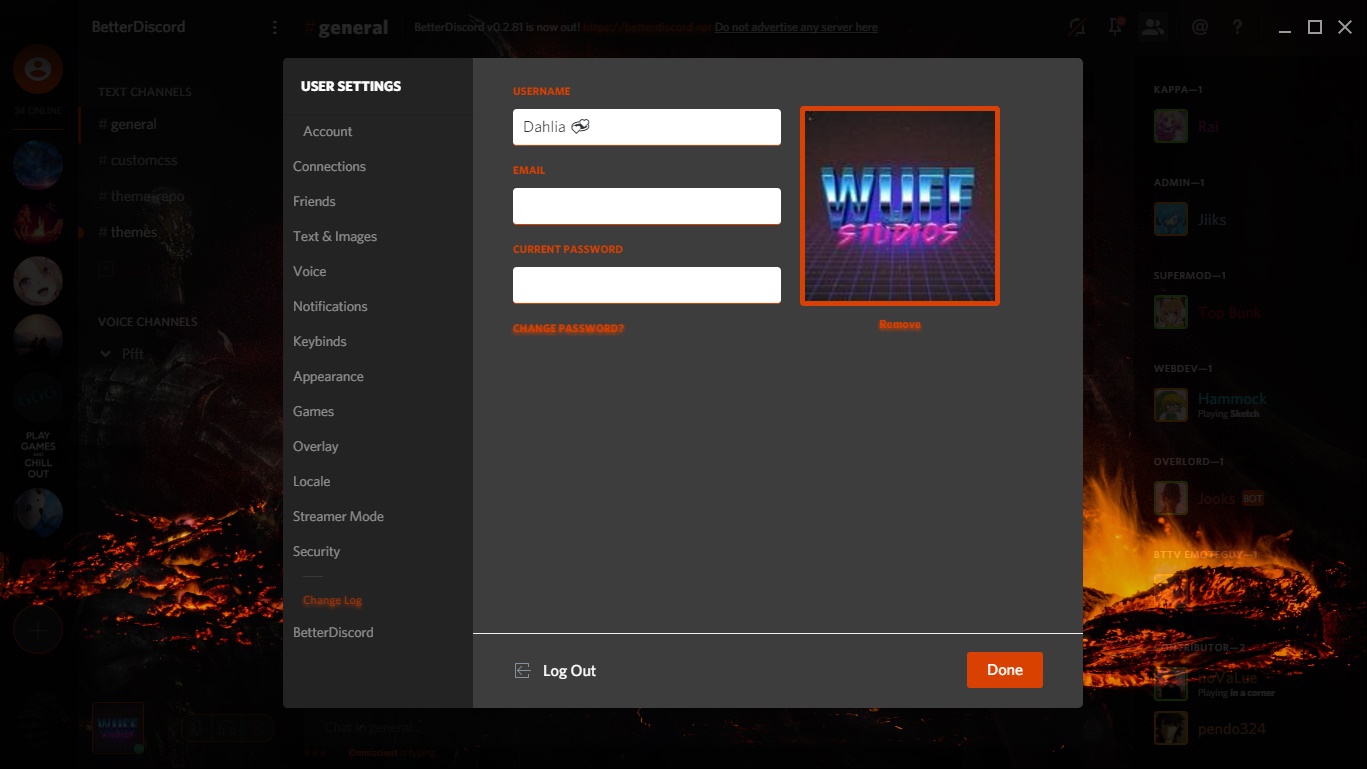 BetterDiscord
# general
BetterDiscord v0.2.81 is now out! https://betterdiscord.net Do not advertise any server here
34 ONLINE
PLAY
GAMES
AND
CHILL
OUT
TEXT CHANNELS
# general
# customcss
# theme-repo
# themes
VOICE CHANNELS
Pfft
USER SETTINGS
Account
Connections
Friends
Text & Images
Voice
Notifications
Keybinds
Appearance
Games
Overlay
Locale
Streamer Mode
Security
Change Log
BetterDiscord
USERNAME
Dahlia
EMAIL
CURRENT PASSWORD
CHANGE PASSWORD?
WUFF
STUDIOS
Remove
Log Out
Done
KAPPA—1
Rai
ADMIN—1
Jiiks
SUPERMOD—1
Top Bunk
WEBDEV—1
Hammock
Playing Sketch
OVERLORD—1
Jooks BOT
BTTV EMOTEGUY—1
CONTRIBUTOR—2
noVaLue
Playing in a corner
pendo324
WUFF
Chat in general...
is typing